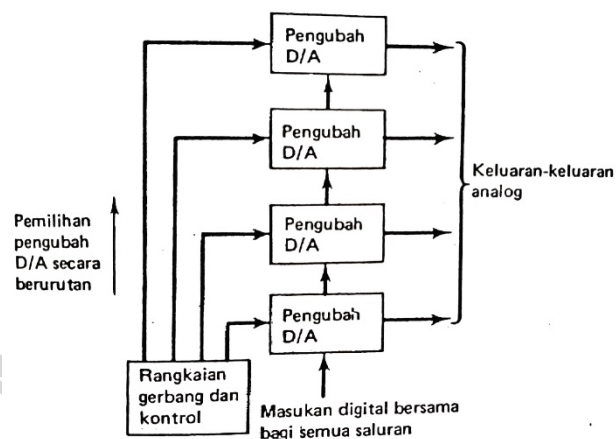 Pengubah
D/A
Pengubah
D/A
Keluaran-keluaran
analog
Pemilihan
pengubah
D/A secara
berurutan
Pengubah
D/A
Pengubah
D/A
Rangkaian
gerbang dan
kontrol
Masukan digital bersama
bagi semua saluran